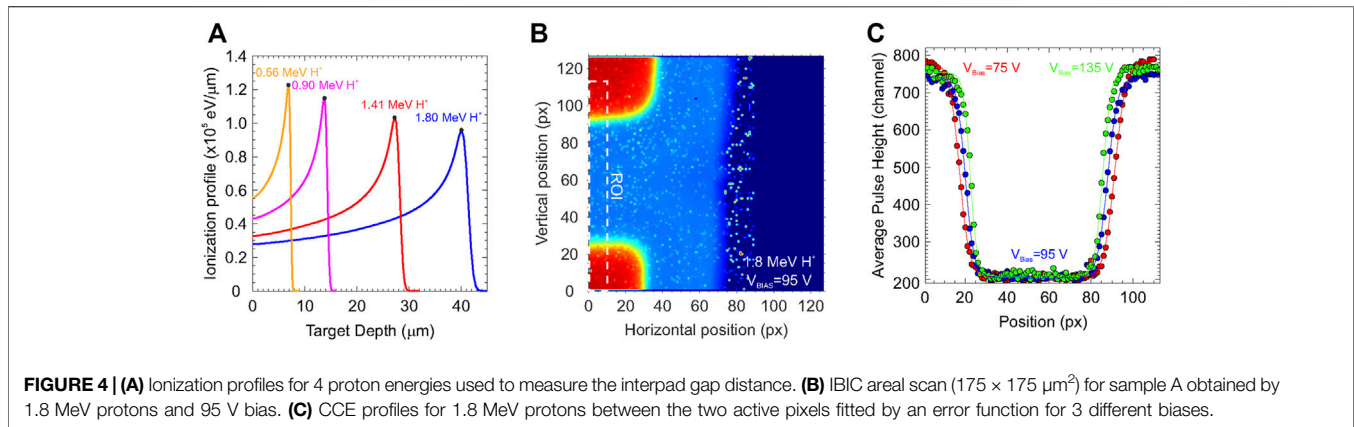 A
1.4
1.2
1.0
0.8
0.6
0.4
0.2
0
Ionization profile (x10⁵ eV/μm)
0.56 MeV H⁺
0.90 MeV H⁺
1.41 MeV H⁺
1.80 MeV H⁺
0 10 20 30 40
Target Depth (μm)
B
120
100
80
60
40
20
0
Vertical position (px)
ROI
1.8 MeV H⁺
V_BIAS=95 V
0 20 40 60 80 100 120
Horizontal position (px)
C
800
700
600
500
400
300
200
Average Pulse Height (channel)
V_Bias=75 V
V_Bias=135 V
V_Bias=95 V
0 20 40 60 80 100
Position (px)
FIGURE 4 | (A) Ionization profiles for 4 proton energies used to measure the interpad gap distance. (B) IBIC areal scan (175 × 175 μm²) for sample A obtained by
1.8 MeV protons and 95 V bias. (C) CCE profiles for 1.8 MeV protons between the two active pixels fitted by an error function for 3 different biases.